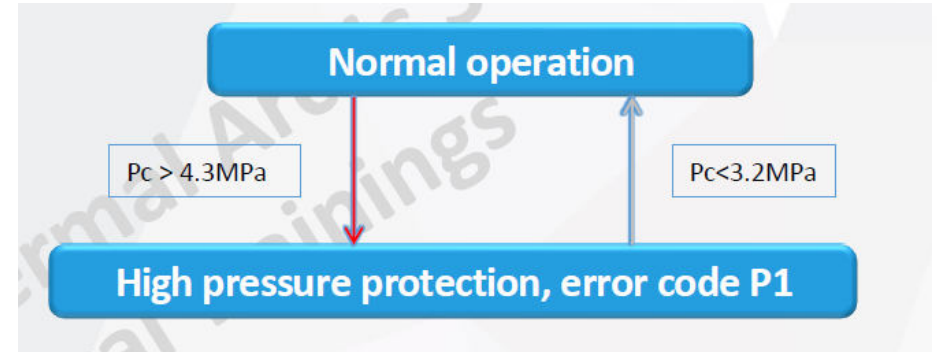 Normal operation
Pc > 4.3MPa
Pc<3.2MPa
High pressure protection, error code P1